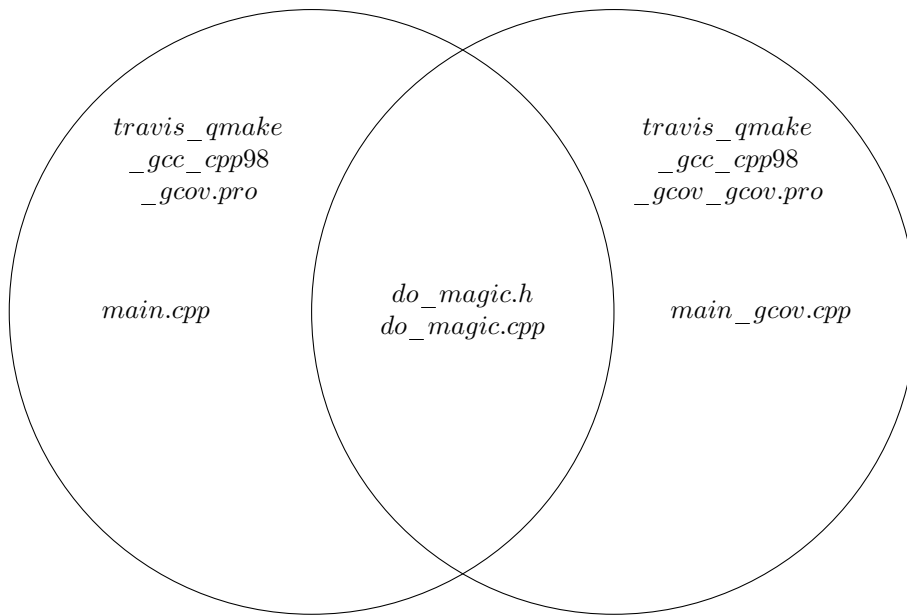 travis_qmake
_gcc_cpp98
_gcov.pro
travis_qmake
_gcc_cpp98
_gcov_gcov.pro
main.cpp
do_magic.h
do_magic.cpp
main_gcov.cpp